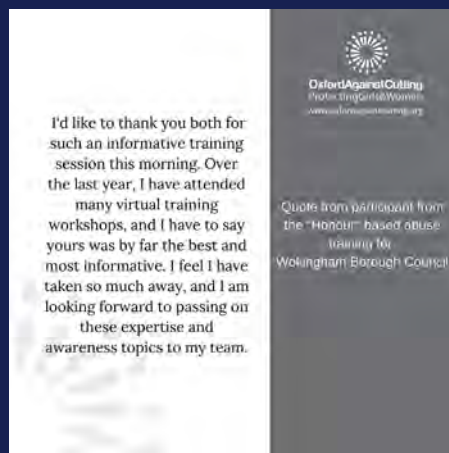 I'd like to thank you both for
such an informative training
session this morning. Over
the last year, I have attended
many virtual training
workshops, and I have to say
yours was by far the best and
most informative. I feel I have
taken so much away, and I am
looking forward to passing on
these expertise and
awareness topics to my team.
OxfordAgainstCutting
ProtectingGirls&Women
Quote from participant from
the "Honour" based abuse
training for
Wokingham Borough Council